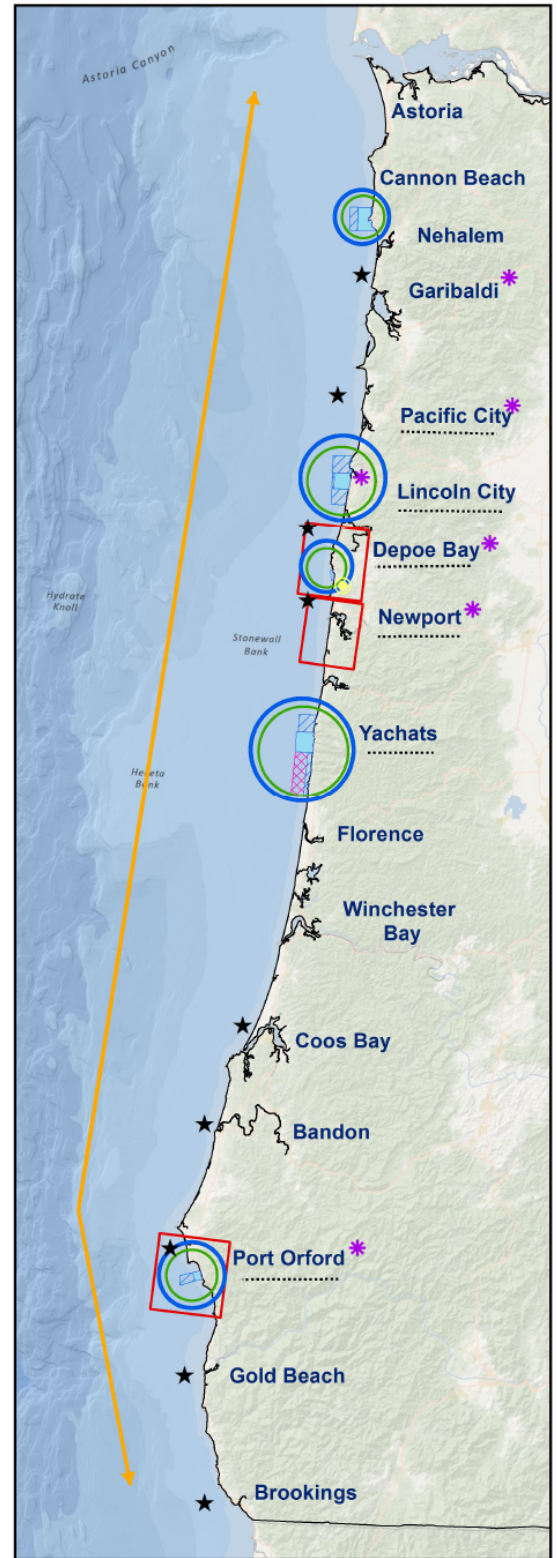 Astoria Canyon
Astoria
Cannon Beach
Nehalem
Garibaldi
Pacific City
Lincoln City
Depoe Bay
Hydrate
Knoll
Newport
Stonewall
Bank
Yachats
Heceta
Bank
Florence
Winchester
Bay
Coos Bay
Bandon
Port Orford
Gold Beach
Brookings